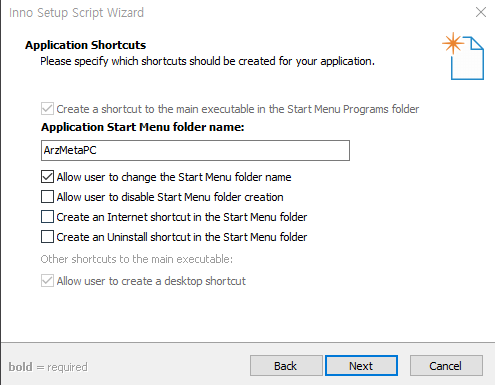 Inno Setup Script Wizard
Application Shortcuts
Please specify which shortcuts should be created for your application.
Create a shortcut to the main executable in the Start Menu Programs folder
Application Start Menu folder name:
ArzMetaPC
Allow user to change the Start Menu folder name
Allow user to disable Start Menu folder creation
Create an Internet shortcut in the Start Menu folder
Create an Uninstall shortcut in the Start Menu folder
Other shortcuts to the main executable:
Allow user to create a desktop shortcut
bold = required
Back
Next
Cancel